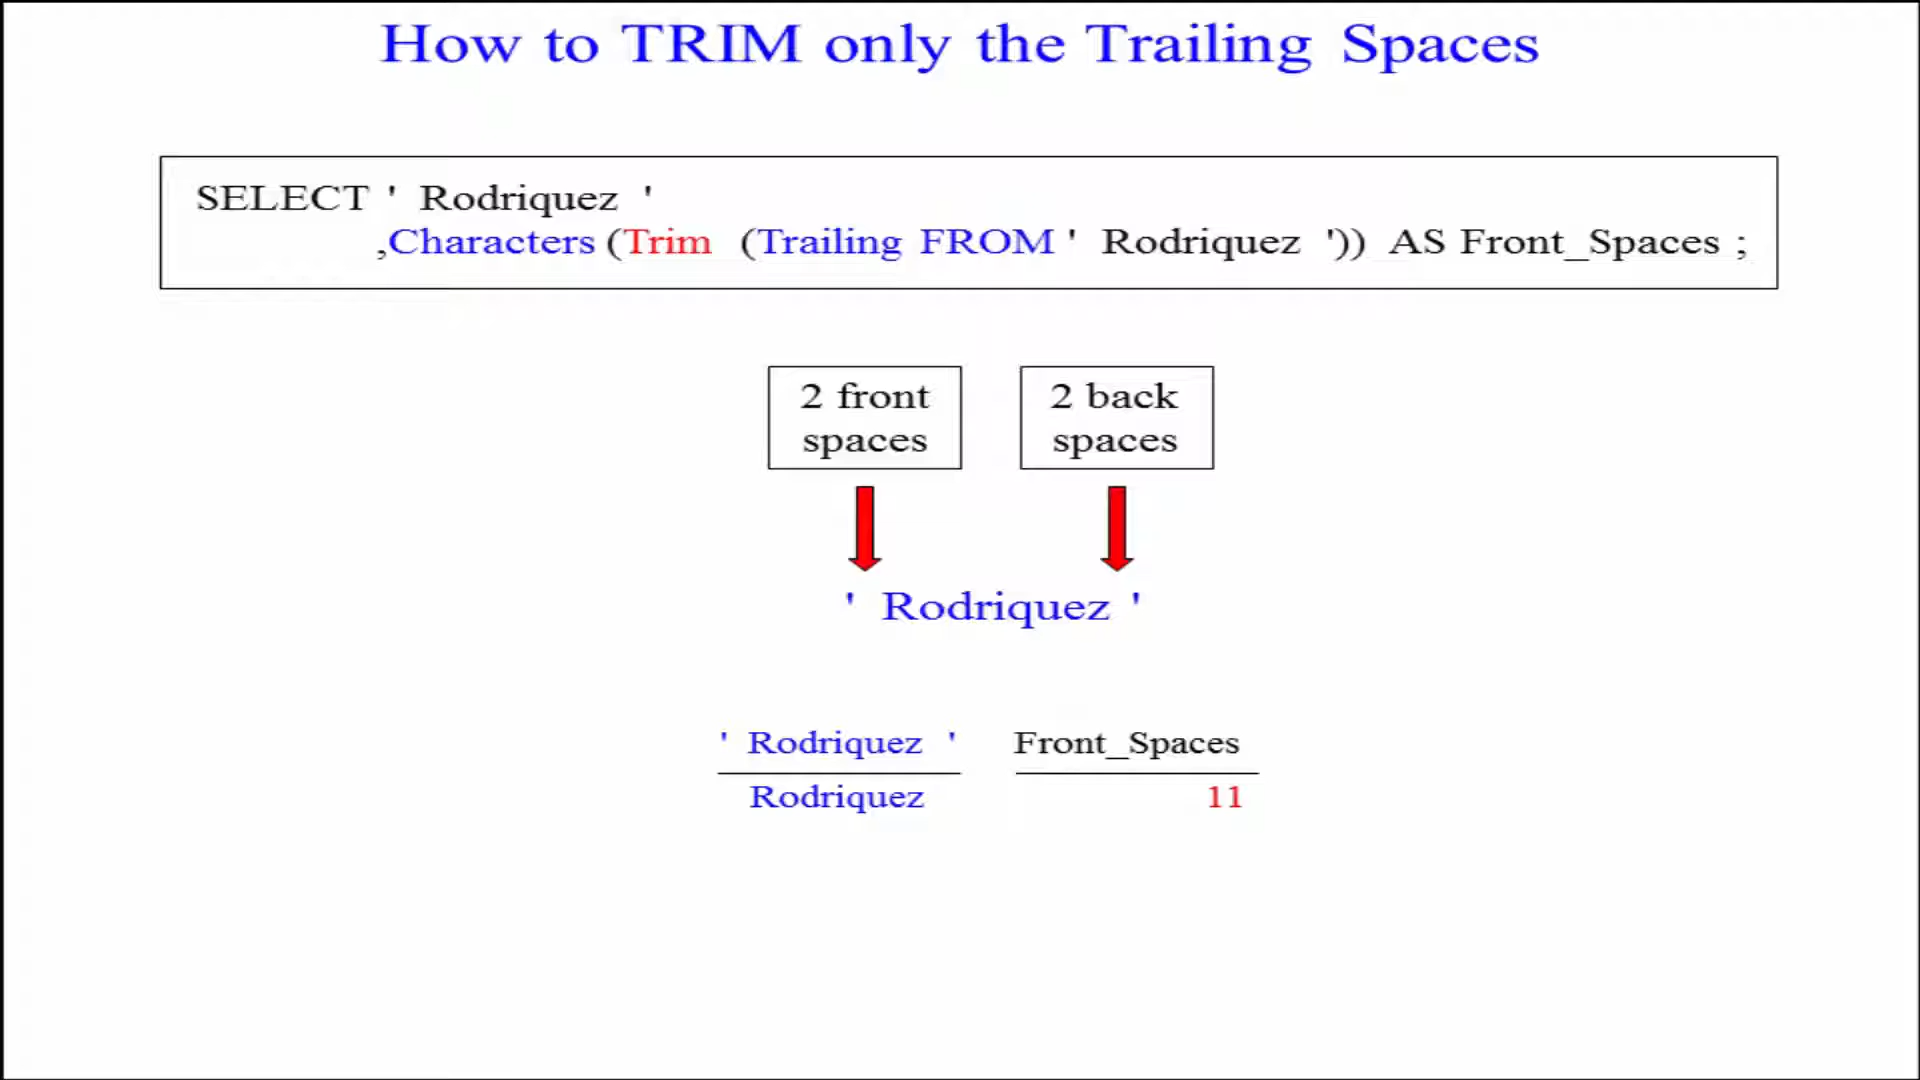 How to TRIM only the Trailing Spaces
SELECT '  Rodriquez  '
,Characters (Trim (Trailing FROM '  Rodriquez  ')) AS Front_Spaces ;
2 front
spaces
2 back
spaces
'  Rodriquez  '
'  Rodriquez  ' Front_Spaces
Rodriquez 11